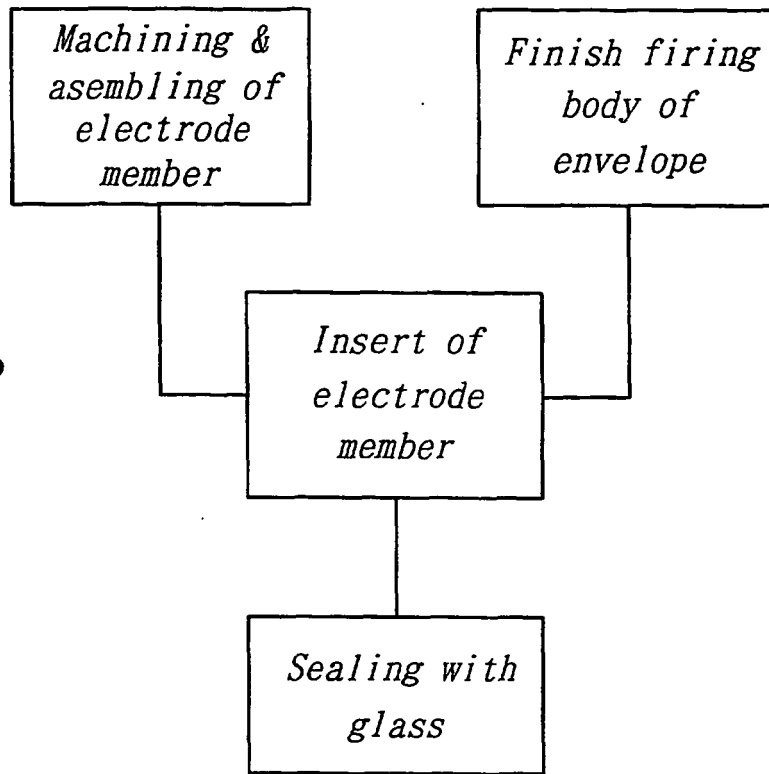 Machining &
asembling of
electrode
member
Finish firing
body of
envelope
Insert of
electrode
member
Sealing with
glass